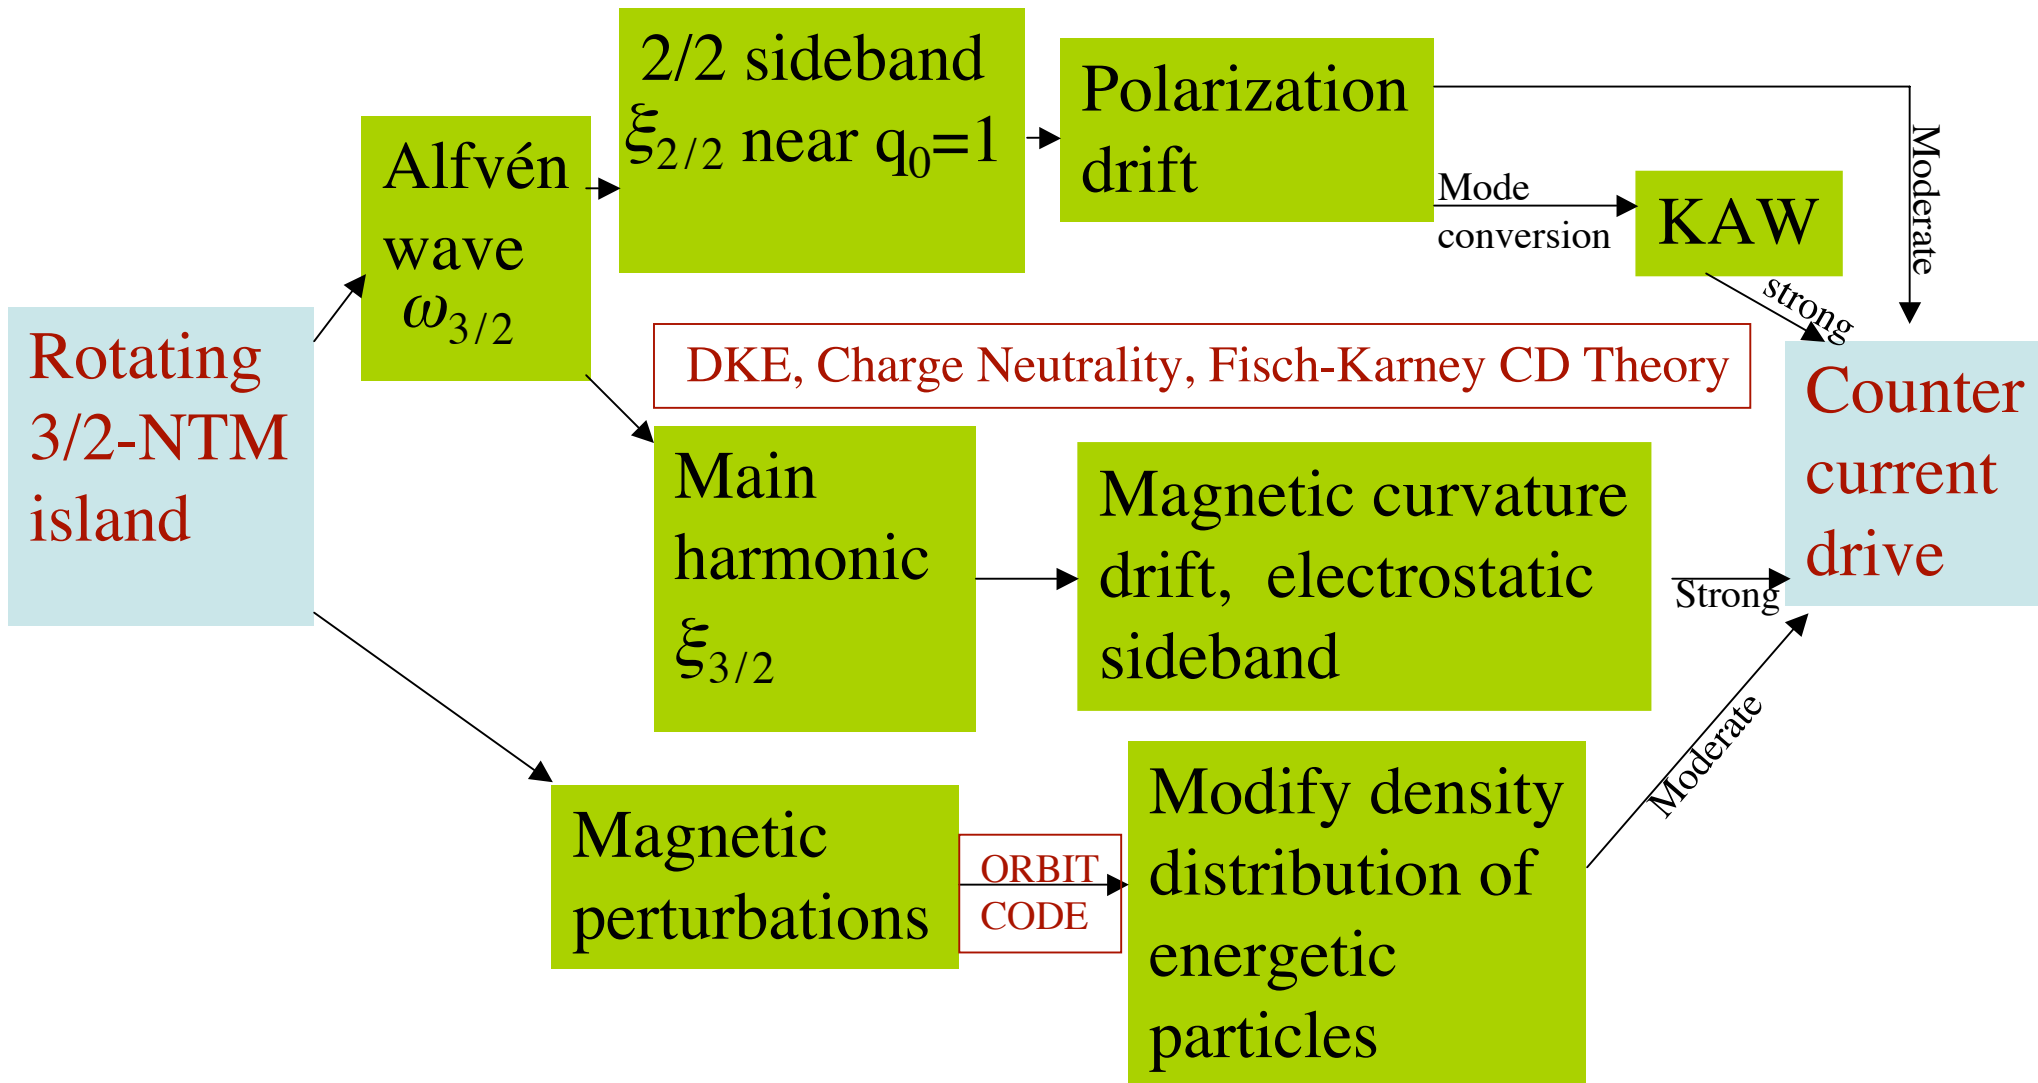 Rotating
3/2-NTM
island
Alfvén
wave
ω3/2
2/2 sideband
ξ2/2 near q0=1
Polarization
drift
Mode
conversion
KAW
Moderate
strong
DKE, Charge Neutrality, Fisch-Karney CD Theory
Main
harmonic
ξ3/2
Magnetic curvature
drift, electrostatic
sideband
Strong
Counter
current
drive
Magnetic
perturbations
ORBIT
CODE
Modify density
distribution of
energetic
particles
Moderate